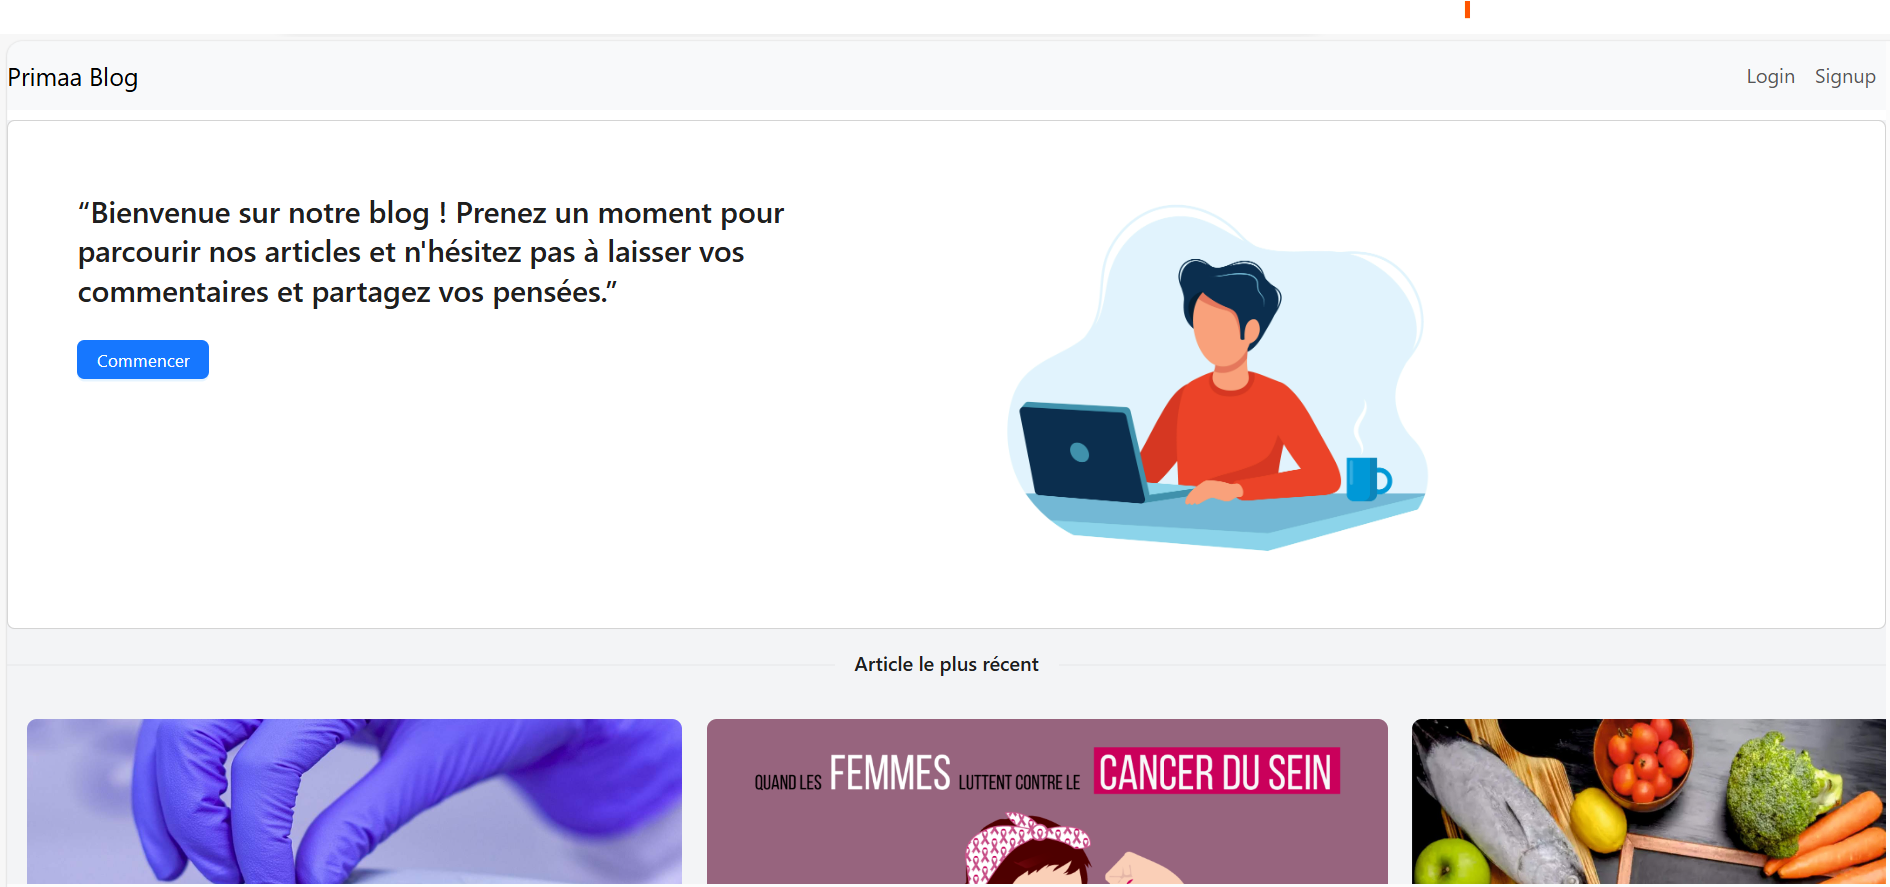 Primaa Blog
Login Signup
“Bienvenue sur notre blog ! Prenez un moment pour
parcourir nos articles et n'hésitez pas à laisser vos
commentaires et partagez vos pensées.”
Commencer
Article le plus récent
QUAND LES FEMMES LUTTENT CONTRE LE CANCER DU SEIN